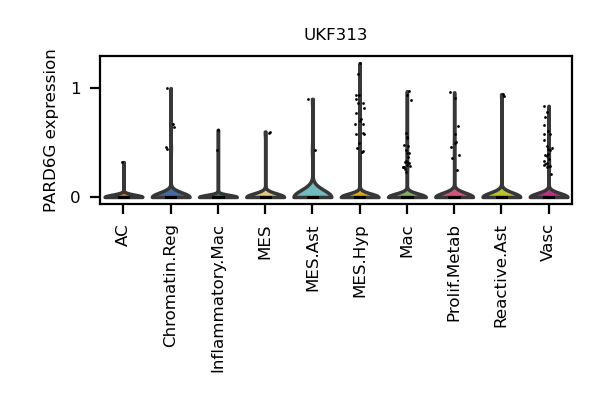 UKF313
PARD6G expression
1
0
AC
Chromatin.Reg
Inflammatory.Mac
MES
MES.Ast
MES.Hyp
Mac
Prolif.Metab
Reactive.Ast
Vasc